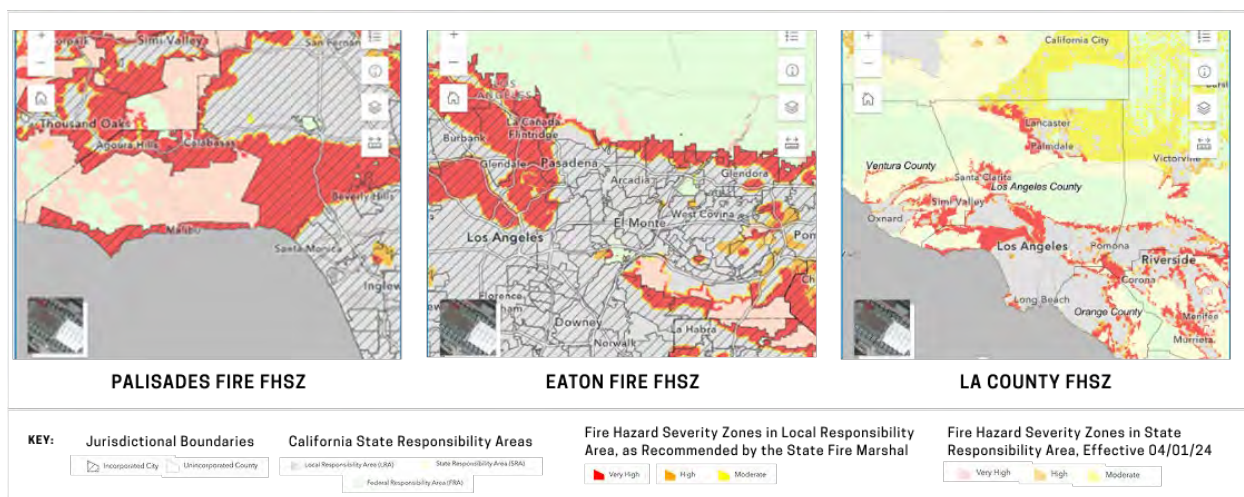 Simi Valley
San Fernan
Thousand Oaks
Agoura Hills
Calabasas
Beverly Hills
Malibu
Santa Monica
Inglew
ANGELES
La Cañada
Flintridge
Burbank
Glendale
Pasadena
Arcadia
Glendora
El Monte
West Covina
Los Angeles
Pon
Ch
Florence
Downey
La Habra
Norwalk
California City
Lancaster
Palmdale
Victorville
Ventura County
Santa Clarita
Los Angeles County
Simi Valley
Oxnard
Los Angeles
Pomona
Riverside
Corona
Long Beach
Orange County
Menifee
Murrieta
PALISADES FIRE FHSZ
EATON FIRE FHSZ
LA COUNTY FHSZ
KEY:
Jurisdictional Boundaries
Incorporated City
Unincorporated County
California State Responsibility Areas
Local Responsibility Area (LRA)
State Responsibility Area (SRA)
Federal Responsibility Area (FRA)
Fire Hazard Severity Zones in Local Responsibility
Area, as Recommended by the State Fire Marshal
Very High
High
Moderate
Fire Hazard Severity Zones in State
Responsibility Area, Effective 04/01/24
Very High
High
Moderate